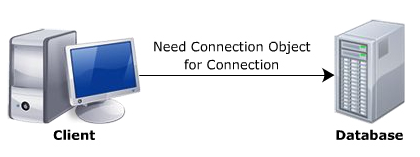 Need Connection Object
for Connection
Client
Database